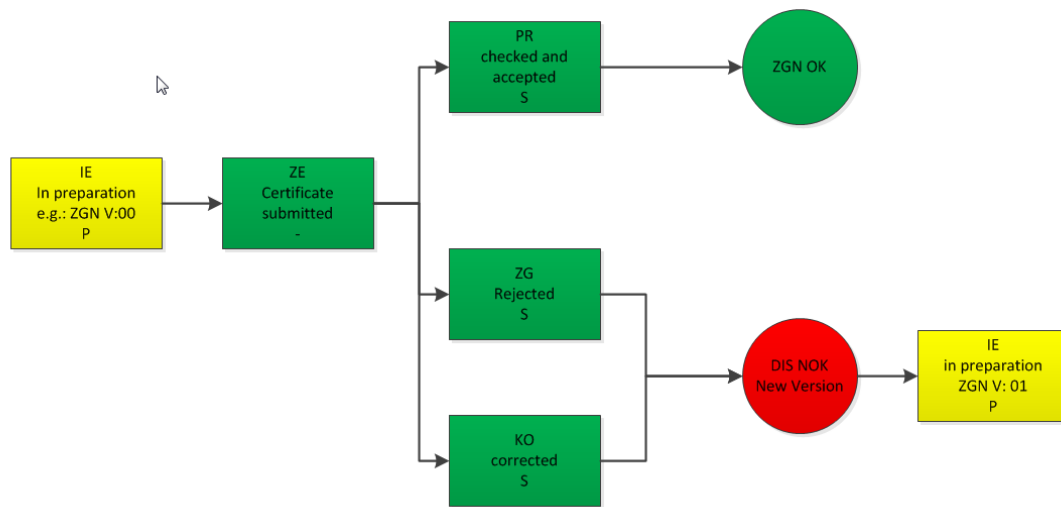 PR
checked and
accepted
S
ZGN OK
IE
In preparation
e.g.: ZGN V:00
P
ZE
Certificate
submitted
-
ZG
Rejected
S
DIS NOK
New Version
IE
in preparation
ZGN V: 01
P
KO
corrected
S